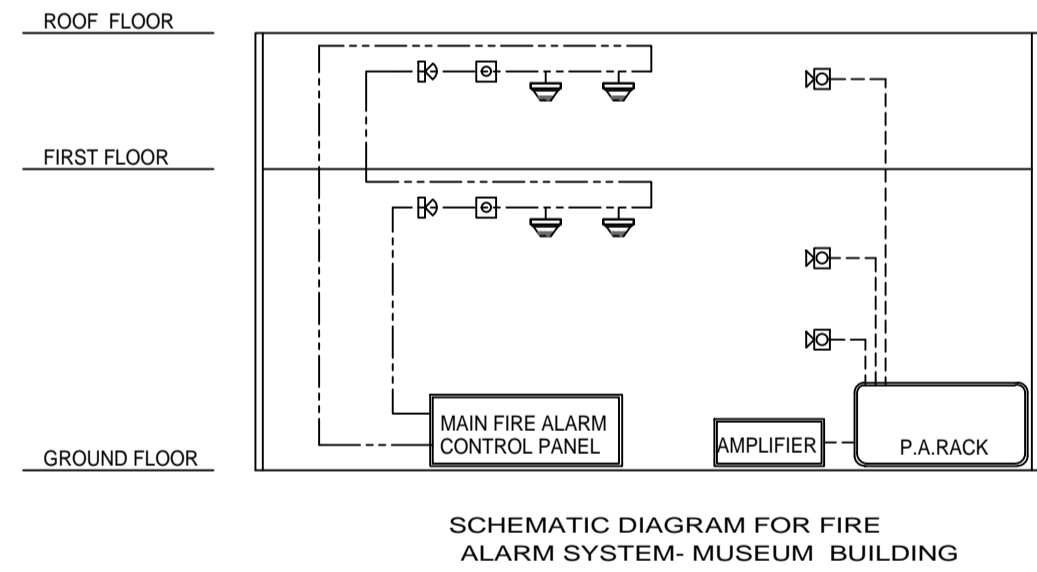 ROOF FLOOR
FIRST FLOOR
MAIN FIRE ALARM
CONTROL PANEL
AMPLIFIER
P.A.RACK
GROUND FLOOR
SCHEMATIC DIAGRAM FOR FIRE
ALARM SYSTEM- MUSEUM BUILDING